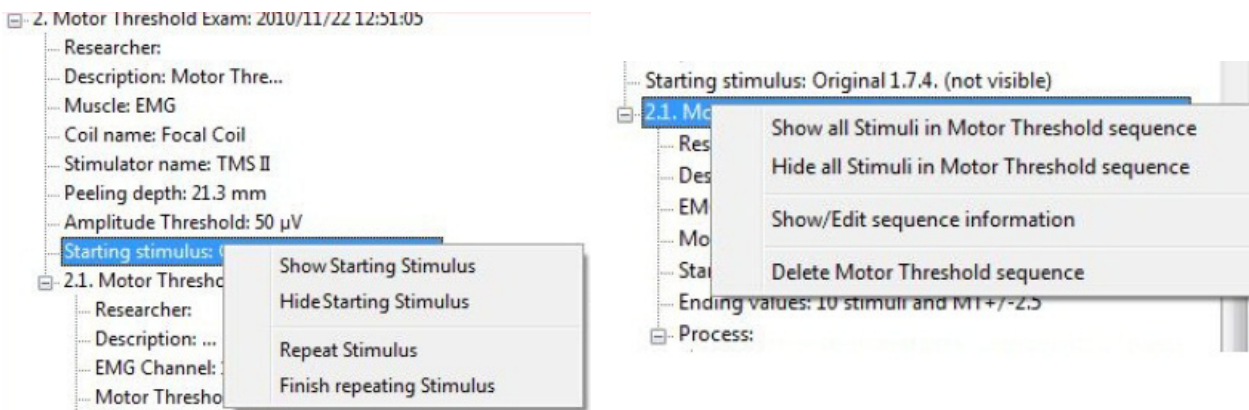 2. Motor Threshold Exam: 2010/11/22 12:51:05
Researcher:
Description: Motor Thre...
Muscle: EMG
Coil name: Focal Coil
Stimulator name: TMS II
Peeling depth: 21.3 mm
Amplitude Threshold: 50 µV
Starting stimulus:
Show Starting Stimulus
Hide Starting Stimulus
Repeat Stimulus
Finish repeating Stimulus
2.1. Motor Thresho
Researcher:
Description: ...
EMG Channel:
Motor Thresho
Starting stimulus: Original 1.7.4. (not visible)
2.1. Mo
Show all Stimuli in Motor Threshold sequence
Hide all Stimuli in Motor Threshold sequence
Show/Edit sequence information
Delete Motor Threshold sequence
Res
Des
EM
Mo
Star
Ending values: 10 stimuli and MT+/-2.5
Process: